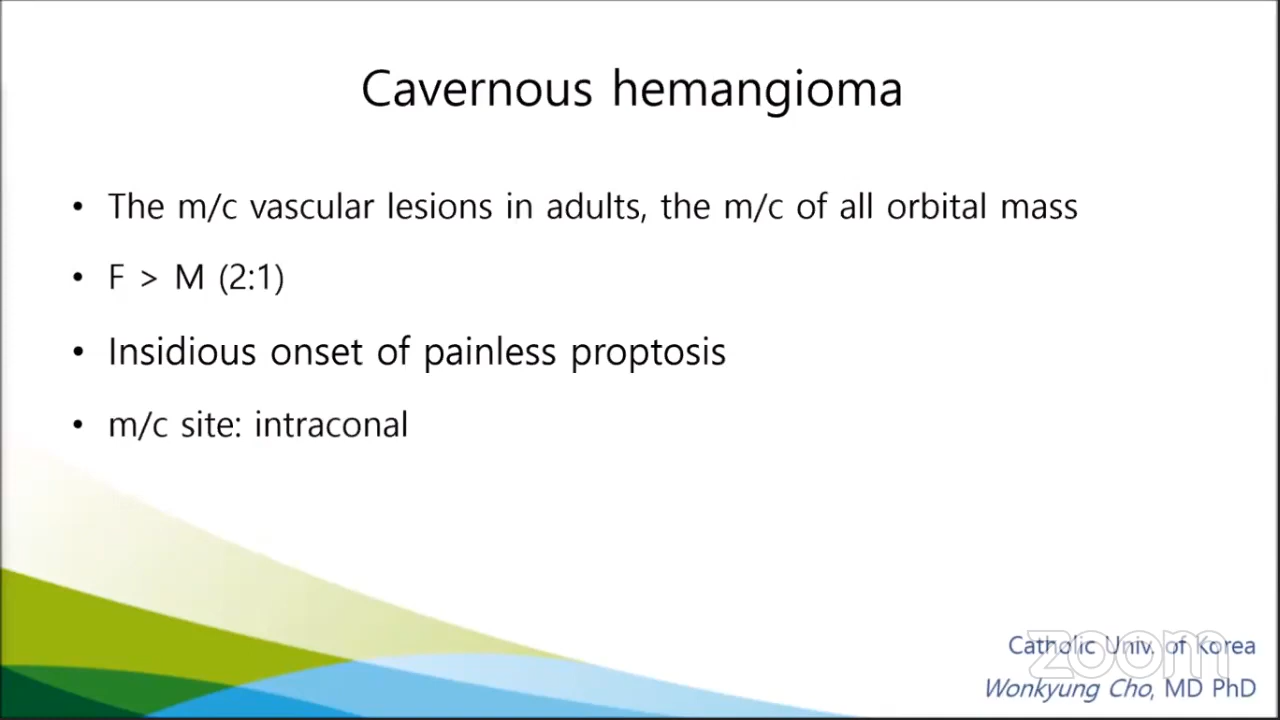 Cavernous hemangioma
• The m/c vascular lesions in adults, the m/c of all orbital mass
• F > M (2:1)
• Insidious onset of painless proptosis
• m/c site: intraconal
Catholic Univ. of Korea
zoom
Wonkyung Cho, MD PhD